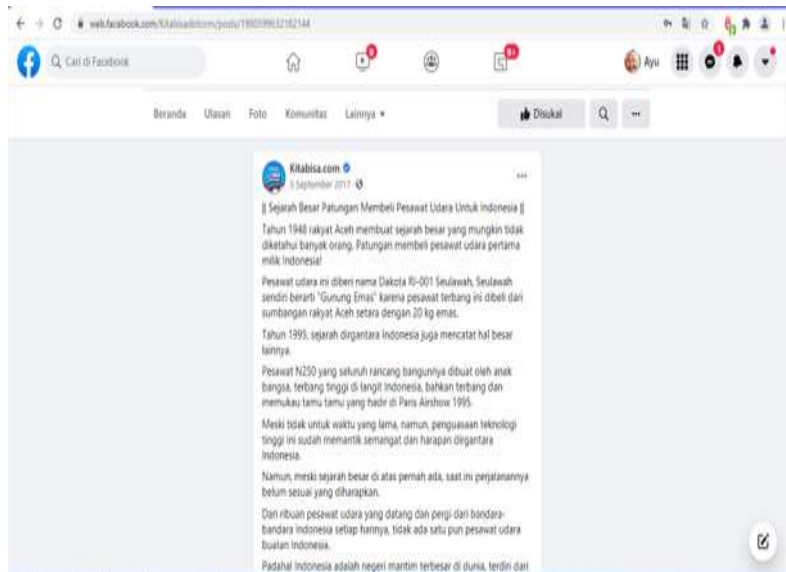 web.facebook.com/Kitabisadotcom/posts/1980599632182144
Cari di Facebook
9+
Ayu
1
Beranda Ulasan Foto Komunitas Lainnya
Disukai
Kitabisa.com
5 September 2017
|| Sejarah Besar Patungan Membeli Pesawat Udara Untuk Indonesia ||
Tahun 1948 rakyat Aceh membuat sejarah besar yang mungkin tidak
diketahui banyak orang. Patungan membeli pesawat udara pertama
milik Indonesia!
Pesawat udara ini diberi nama Dakota RI-001 Seulawah, Seulawah
sendiri berarti "Gunung Emas" karena pesawat terbang ini dibeli dari
sumbangan rakyat Aceh setara dengan 20 kg emas.
Tahun 1995, sejarah dirgantara Indonesia juga mencatat hal besar
lainnya.
Pesawat N250 yang seluruh rancang bangunnya dibuat oleh anak
bangsa, terbang tinggi di langit Indonesia, bahkan terbang dan
memukau tamu tamu yang hadir di Paris Airshow 1995.
Meski tidak untuk waktu yang lama, namun, penguasaan teknologi
tinggi ini sudah memantik semangat dan harapan dirgantara
Indonesia.
Namun, meski sejarah besar di atas pernah ada, saat ini perjalanannya
belum sesuai yang diharapkan.
Dari ribuan pesawat udara yang datang dan pergi dari bandara-
bandara Indonesia setiap harinya, tidak ada satu pun pesawat udara
buatan Indonesia.
Padahal Indonesia adalah negeri maritim terbesar di dunia, terdiri dari